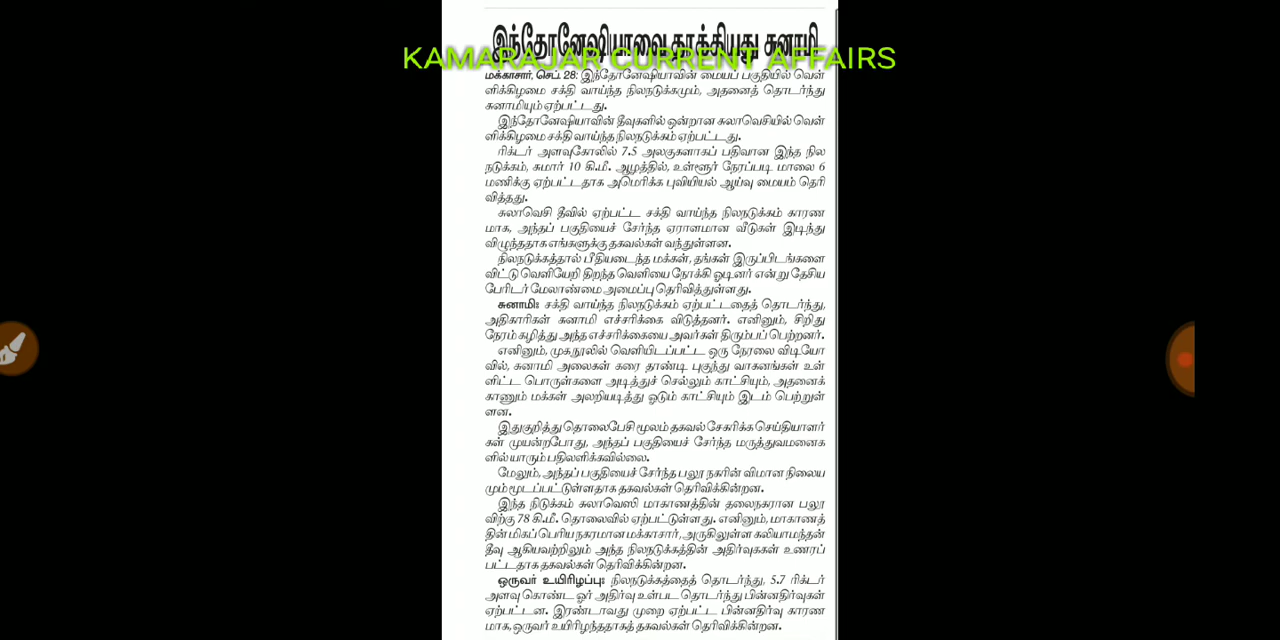 இந்தோனேஷியாவை தாக்கியது சுனாமி
KAMARAJAR CURRENT AFFAIRS
மக்காசார், செப். 28: இந்தோனேஷியாவின் மையப் பகுதியில் வெள்
ளிக்கிழமை சக்தி வாய்ந்த நிலநடுக்கமும், அதனைத் தொடர்ந்து
சுனாமியும் ஏற்பட்டது.
இந்தோனேஷியாவின் தீவுகளில் ஒன்றான சுலாவெசியில் வெள்
ளிக்கிழமை சக்தி வாய்ந்த நிலநடுக்கம் ஏற்பட்டது.
ரிக்டர் அளவுகோலில் 7.5 அலகுகளாகப் பதிவான இந்த நில
நடுக்கம், சுமார் 10 கி.மீ. ஆழத்தில், உள்ளூர் நேரப்படி மாலை 6
மணிக்கு ஏற்பட்டதாக அமெரிக்க புவியியல் ஆய்வு மையம் தெரி
வித்தது.
சுலாவெசி தீவில் ஏற்பட்ட சக்தி வாய்ந்த நிலநடுக்கம் காரண
மாக, அந்தப் பகுதியைச் சேர்ந்த ஏராளமான வீடுகள் இடிந்து
விழுந்ததாக எங்களுக்கு தகவல்கள் வந்துள்ளன.
நிலநடுக்கத்தால் பீதியடைந்த மக்கள், தங்கள் இருப்பிடங்களை
விட்டு வெளியேறி திறந்த வெளியை நோக்கி ஓடினர் என்று தேசிய
பேரிடர் மேலாண்மை அமைப்பு தெரிவித்துள்ளது.
சுனாமி: சக்தி வாய்ந்த நிலநடுக்கம் ஏற்பட்டதைத் தொடர்ந்து,
அதிகாரிகள் சுனாமி எச்சரிக்கை விடுத்தனர். எனினும், சிறிது
நேரம் கழித்து அந்த எச்சரிக்கையை அவர்கள் திரும்பப் பெற்றனர்.
எனினும், முகநூலில் வெளியிடப்பட்ட ஒரு நேரலை விடியோ
வில், சுனாமி அலைகள் கரை தாண்டி புகுந்து வாகனங்கள் உள்
ளிட்ட பொருள்களை அடித்துச் செல்லும் காட்சியும், அதனைக்
காணும் மக்கள் அலறியடித்து ஓடும் காட்சியும் இடம் பெற்றுள்
ளன.
இதுகுறித்து தொலைபேசி மூலம் தகவல் சேகரிக்க செய்தியாளர்
கள் முயன்றபோது, அந்தப் பகுதியைச் சேர்ந்த மருத்துவமனைக
ளில் யாரும் பதிலளிக்கவில்லை.
மேலும், அந்தப் பகுதியைச் சேர்ந்த பலூ நகரின் விமான நிலைய
மும் மூடப்பட்டுள்ளதாக தகவல்கள் தெரிவிக்கின்றன.
இந்த நிடுக்கம் சுலாவெஸி மாகாணத்தின் தலைநகரான பலூ
விற்கு 78 கி.மீ. தொலைவில் ஏற்பட்டுள்ளது. எனினும், மாகாணத்
தின் மிகப் பெரிய நகரமான மக்காசார், அருகிலுள்ள கலியாமந்தன்
தீவு ஆகியவற்றிலும் அந்த நிலநடுக்கத்தின் அதிர்வுககள் உணரப்
பட்டதாக தகவல்கள் தெரிவிக்கின்றன.
ஒருவர் உயிரிழப்பு: நிலநடுக்கத்தைத் தொடர்ந்து, 5.7 ரிக்டர்
அளவு கொண்ட ஓர் அதிர்வு உள்பட தொடர்ந்து பின்னதிர்வுகள்
ஏற்பட்டன. இரண்டாவது முறை ஏற்பட்ட பின்னதிர்வு காரண
மாக, ஒருவர் உயிரிழந்ததாகத் தகவல்கள் தெரிவிக்கின்றன.